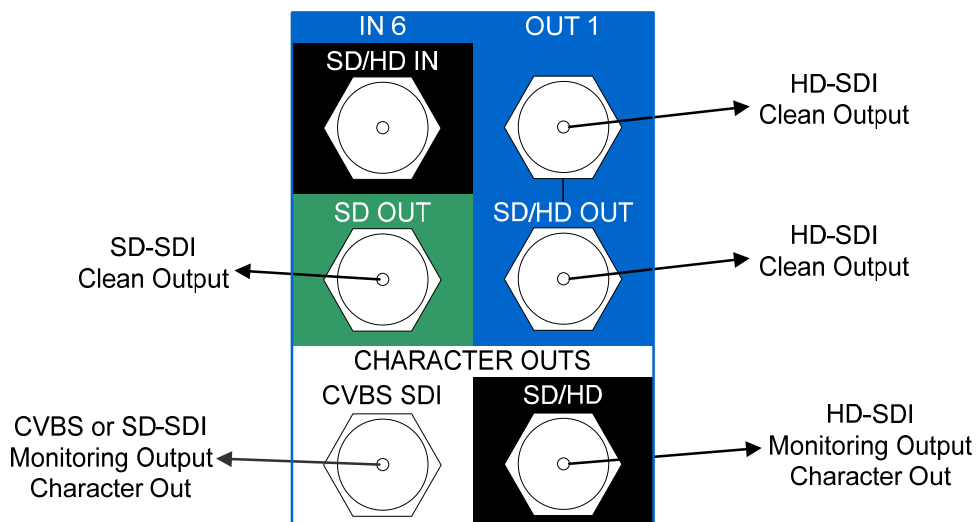 IN 6
OUT 1
SD/HD IN
HD-SDI
Clean Output
SD OUT
SD/HD OUT
SD-SDI
Clean Output
HD-SDI
Clean Output
CHARACTER OUTS
CVBS SDI
SD/HD
CVBS or SD-SDI
Monitoring Output
Character Out
HD-SDI
Monitoring Output
Character Out